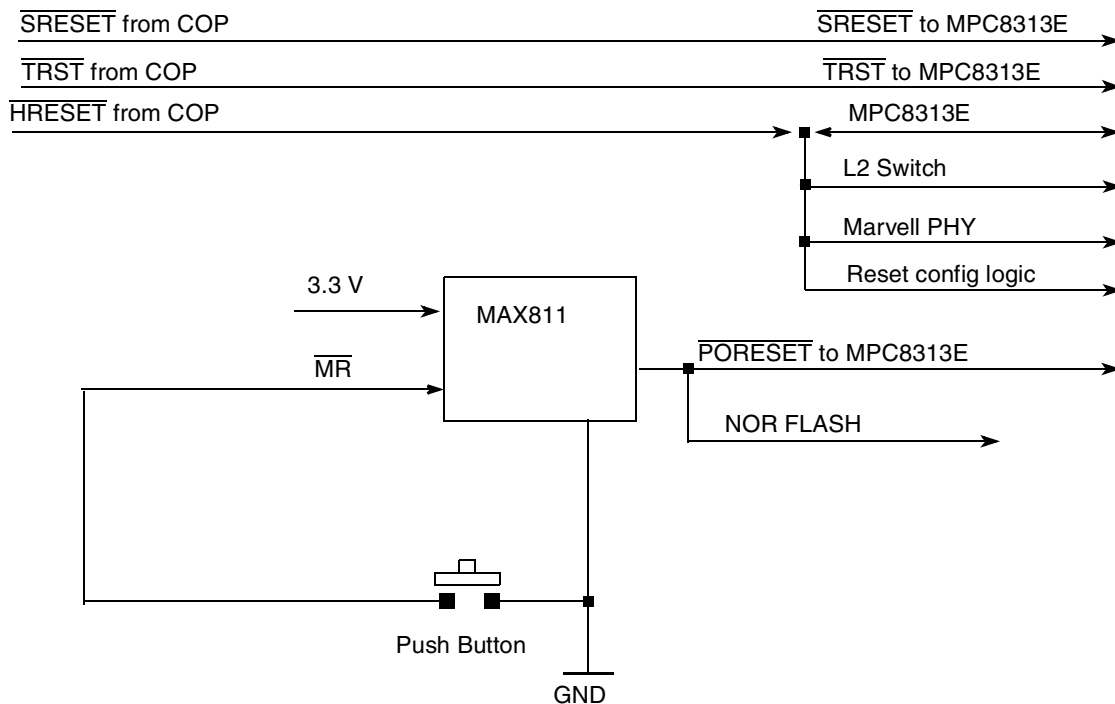 SRESET from COP
SRESET to MPC8313E
TRST from COP
TRST to MPC8313E
HRESET from COP
MPC8313E
L2 Switch
Marvell PHY
Reset config logic
3.3 V
MAX811
MR
PORESET to MPC8313E
NOR FLASH
Push Button
GND